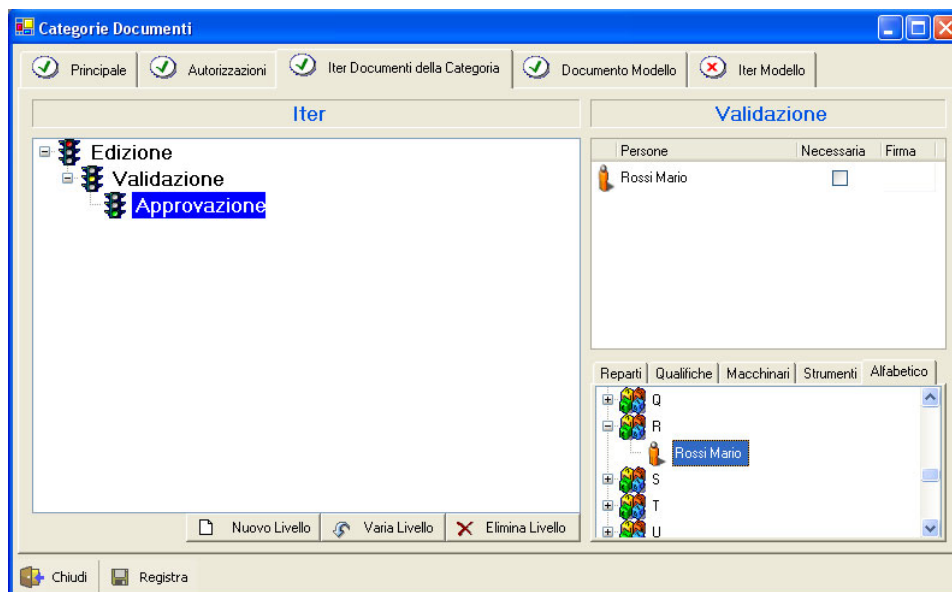 Categorie Documenti
Principale Autorizzazioni Iter Documenti della Categoria Documento Modello Iter Modello
Iter
Validazione
Edizione
Validazione
Approvazione
Persone Necessaria Firma
Rossi Mario
Reparti Qualifiche Macchinari Strumenti Alfabetico
Q
R
Rossi Mario
S
T
U
Nuovo Livello Varia Livello Elimina Livello
Chiudi Registra